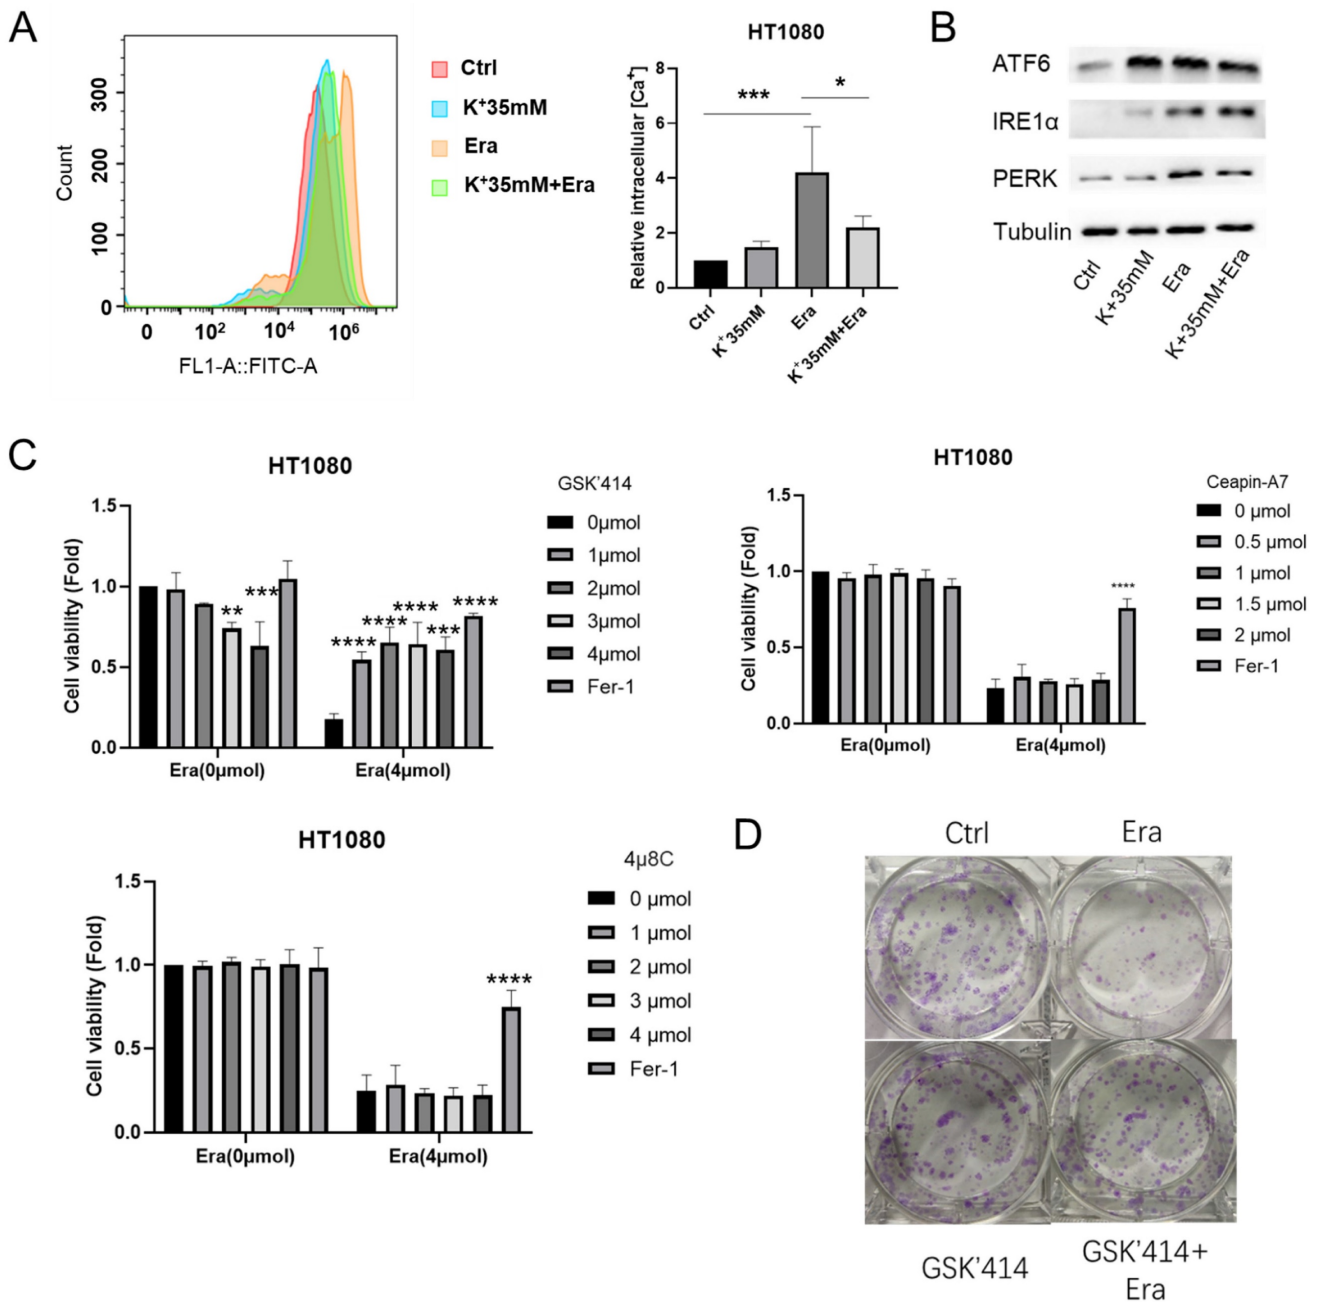 A
300
200
100
0
Count
0 10² 10⁴ 10⁶
FL1-A::FITC-A
Ctrl
K⁺35mM
Era
K⁺35mM+Era
HT1080
Relative intracellular [Ca⁺]
8
6
4
2
0
***
*
Ctrl
K⁺35mM
Era
K⁺35mM+Era
B
ATF6
IRE1α
PERK
Tubulin
Ctrl
K+35mM
Era
K+35mM+Era
C
HT1080
Cell viability (Fold)
1.5
1.0
0.5
0.0
**
***
****
****
****
***
****
Era(0μmol)
Era(4μmol)
GSK'414
0μmol
1μmol
2μmol
3μmol
4μmol
Fer-1
HT1080
Cell viability (Fold)
1.5
1.0
0.5
0.0
****
Era(0μmol)
Era(4μmol)
Ceapin-A7
0 μmol
0.5 μmol
1 μmol
1.5 μmol
2 μmol
Fer-1
HT1080
Cell viability (Fold)
1.5
1.0
0.5
0.0
****
Era(0μmol)
Era(4μmol)
4μ8C
0 μmol
1 μmol
2 μmol
3 μmol
4 μmol
Fer-1
D
Ctrl
Era
GSK'414
GSK'414+
Era